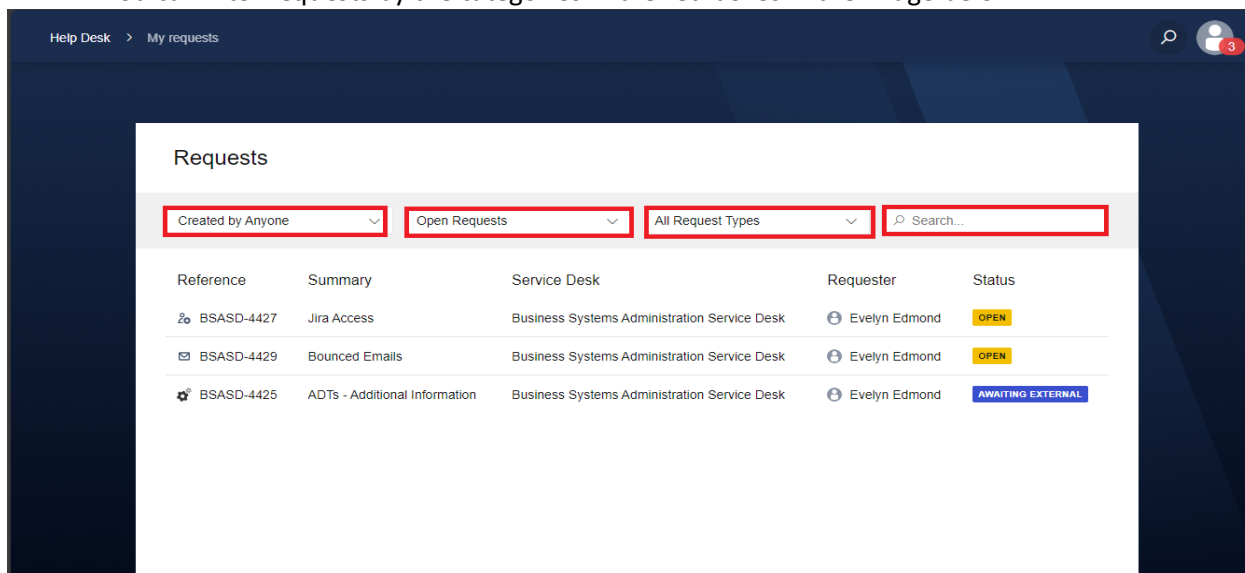 Help Desk > My requests
3
Requests
Created by Anyone Open Requests All Request Types Search...
Reference Summary Service Desk Requester Status
BSASD-4427 Jira Access Business Systems Administration Service Desk Evelyn Edmond OPEN
BSASD-4429 Bounced Emails Business Systems Administration Service Desk Evelyn Edmond OPEN
BSASD-4425 ADTs - Additional Information Business Systems Administration Service Desk Evelyn Edmond AWAITING EXTERNAL